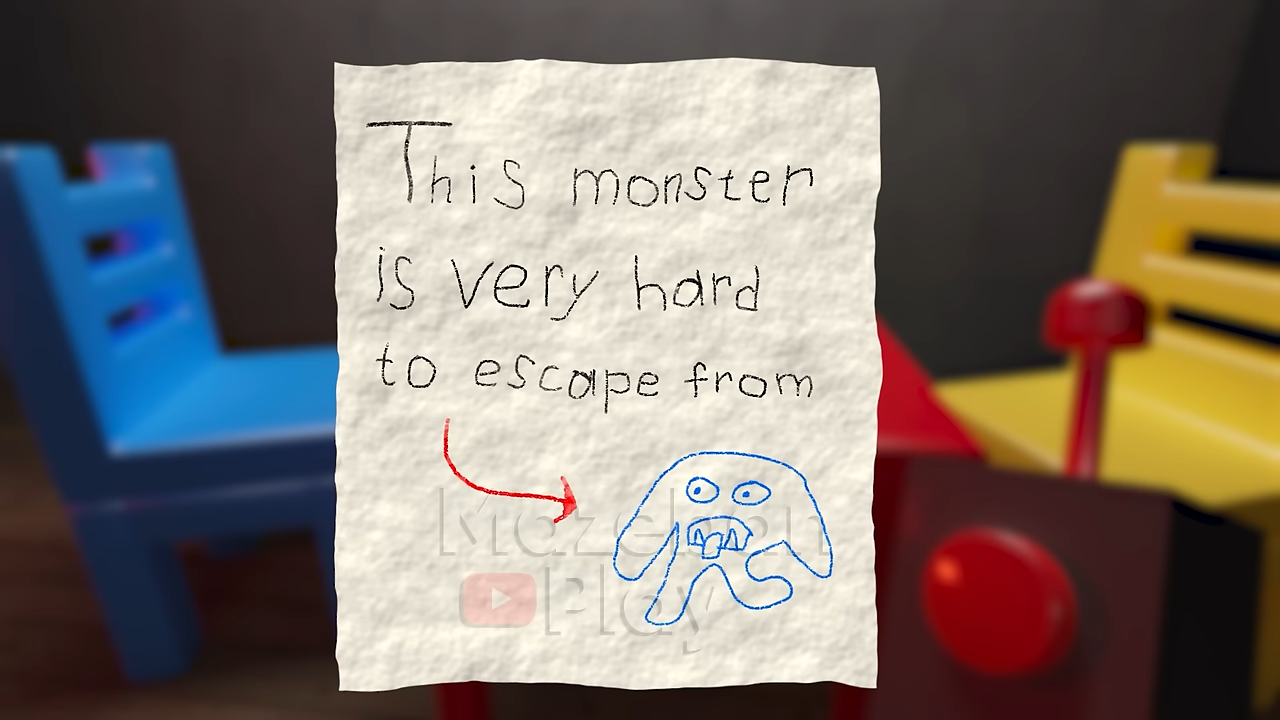 This monster
is very hard
to escape from
Play